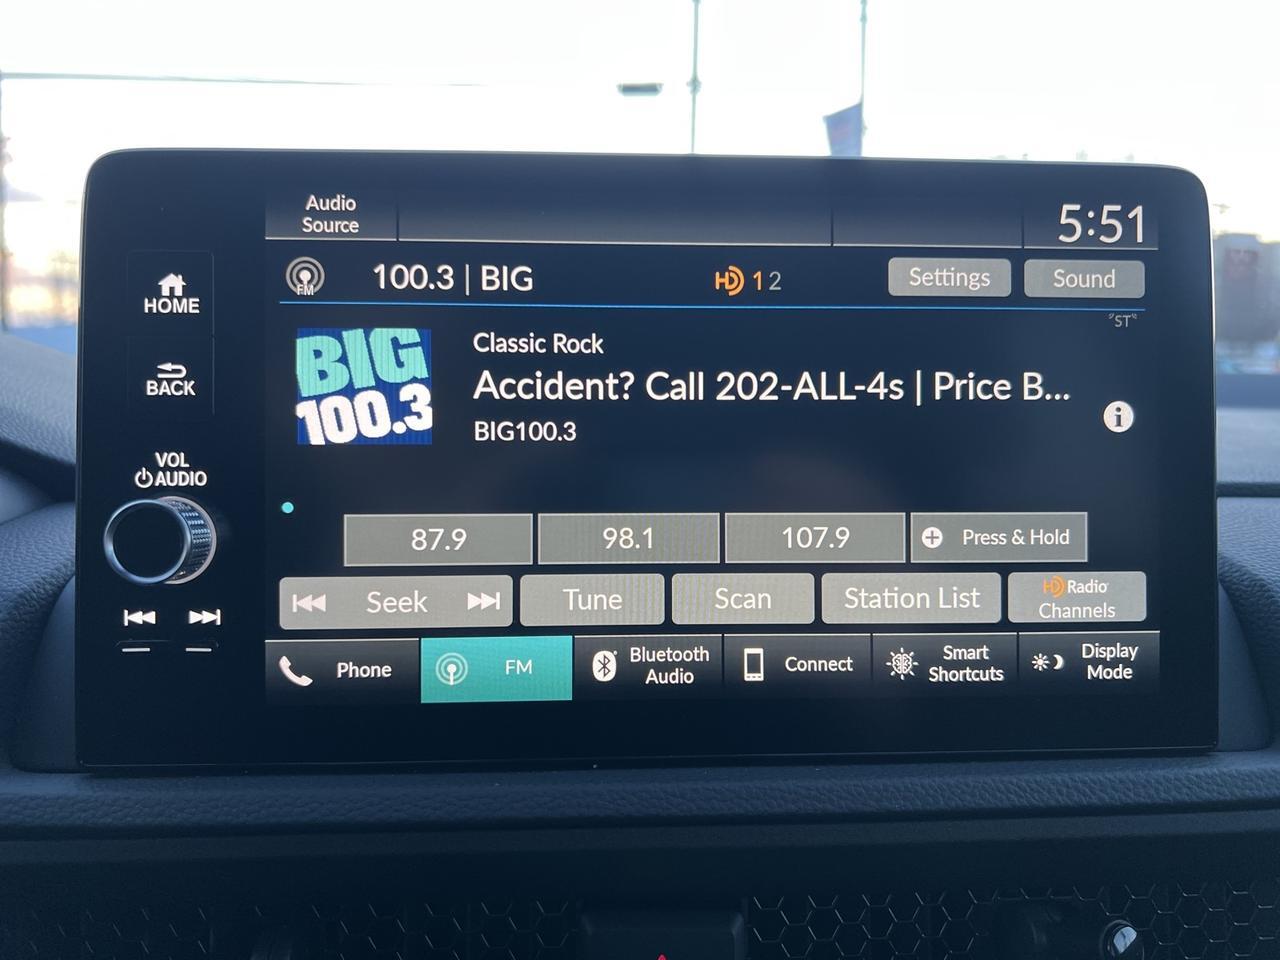 Audio
Source
5:51
HOME
FM
100.3 | BIG
HD 1 2
Settings
Sound
ST
BIG
100.3
Classic Rock
Accident? Call 202-ALL-4s | Price B...
BIG100.3
i
BACK
VOL
AUDIO
87.9
98.1
107.9
Press & Hold
Seek
Tune
Scan
Station List
HD Radio
Channels
Phone
FM
Bluetooth
Audio
Connect
Smart
Shortcuts
Display
Mode